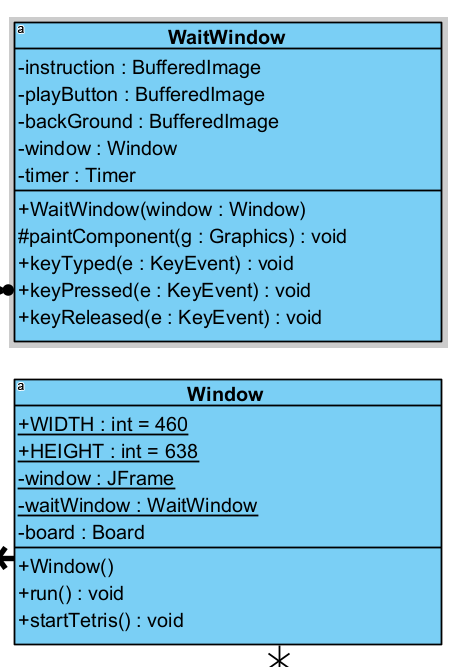 a
WaitWindow
-instruction : BufferedImage
-playButton : BufferedImage
-backGround : BufferedImage
-window : Window
-timer : Timer
+WaitWindow(window : Window)
#paintComponent(g : Graphics) : void
+keyTyped(e : KeyEvent) : void
+keyPressed(e : KeyEvent) : void
+keyReleased(e : KeyEvent) : void
a
Window
+WIDTH : int = 460
+HEIGHT : int = 638
-window : JFrame
-waitWindow : WaitWindow
-board : Board
+Window()
+run() : void
+startTetris() : void